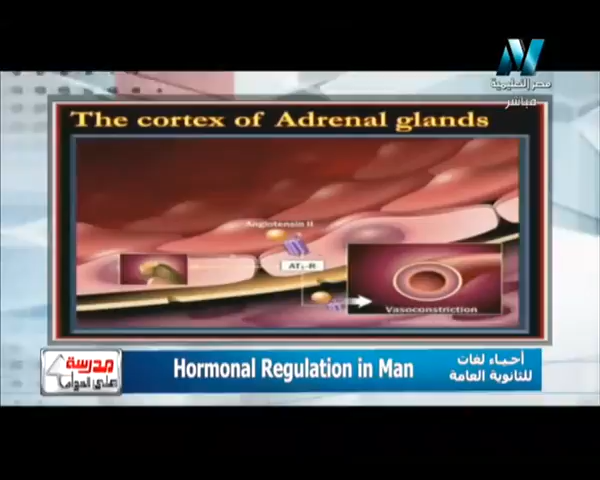 مصر التعليمية
مباشر
The cortex of Adrenal glands
Angiotensin II
AT₁-R
Vasoconstriction
مدرسة
على الهواء
Hormonal Regulation in Man
أحياء لغات
للثانوية العامة